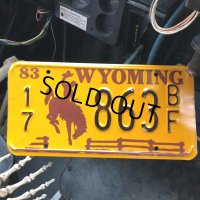 83 WYOMING
17 863 BF
SOLD OUT